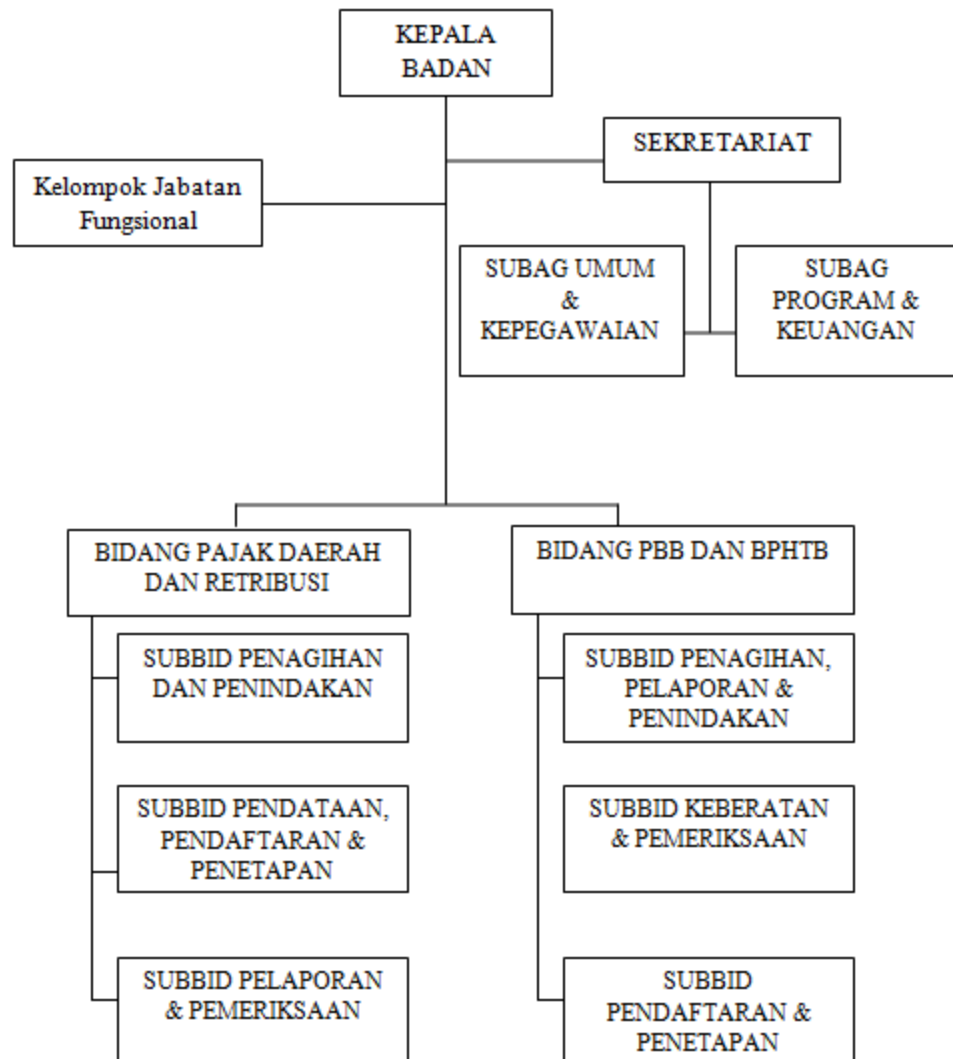 KEPALA
BADAN
SEKRETARIAT
Kelompok Jabatan
Fungsional
SUBAG UMUM
&
KEPEGAWAIAN
SUBAG
PROGRAM &
KEUANGAN
BIDANG PAJAK DAERAH
DAN RETRIBUSI
SUBBID PENAGIHAN
DAN PENINDAKAN
SUBBID PENDATAAN,
PENDAFTARAN &
PENETAPAN
SUBBID PELAPORAN
& PEMERIKSAAN
BIDANG PBB DAN BPHTB
SUBBID PENAGIHAN,
PELAPORAN &
PENINDAKAN
SUBBID KEBERATAN
& PEMERIKSAAN
SUBBID
PENDAFTARAN &
PENETAPAN